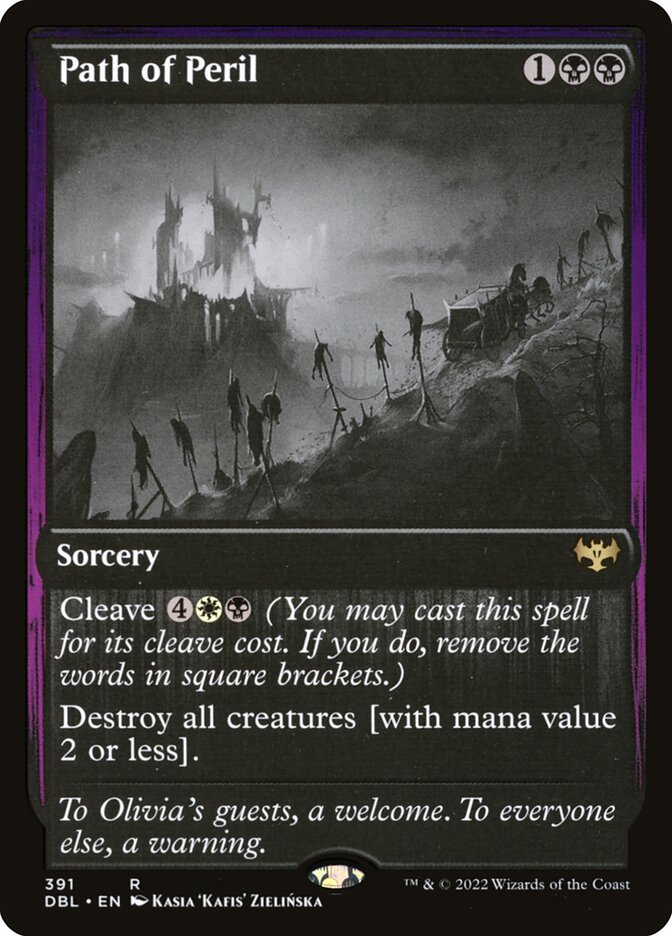 Path of Peril 1
Sorcery
Cleave 4 (You may cast this spell
for its cleave cost. If you do, remove the
words in square brackets.)
Destroy all creatures [with mana value
2 or less].
To Olivia's guests, a welcome. To everyone
else, a warning.
391 R ™ & © 2022 Wizards of the Coast
DBL • EN Kasia 'Kafis' Zielińska